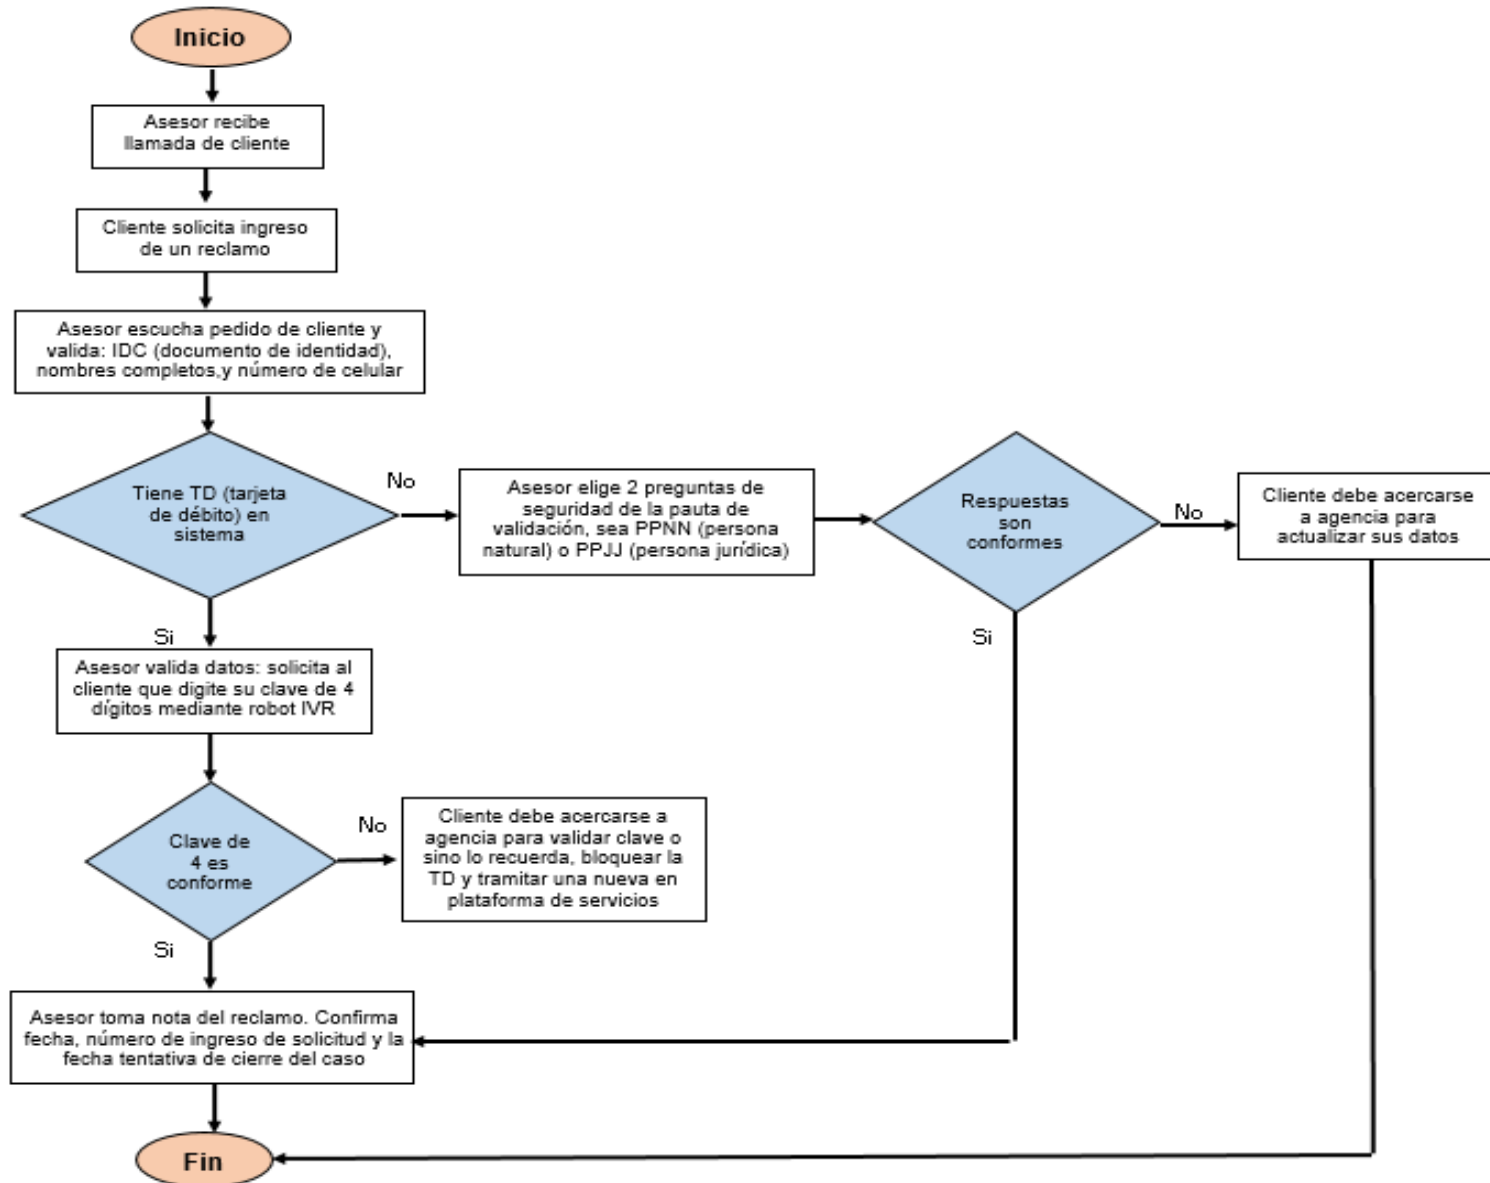 Inicio
Asesor recibe
llamada de cliente
Cliente solicita ingreso
de un reclamo
Asesor escucha pedido de cliente y
valida: IDC (documento de identidad),
nombres completos,y número de celular
Tiene TD (tarjeta
de débito) en
sistema
No
Asesor elige 2 preguntas de
seguridad de la pauta de
validación, sea PPNN (persona
natural) o PPJJ (persona jurídica)
Respuestas
son
conformes
No
Cliente debe acercarse
a agencia para
actualizar sus datos
Si
Si
Asesor valida datos: solicita al
cliente que digite su clave de 4
dígitos mediante robot IVR
Clave de
4 es
conforme
No
Cliente debe acercarse a
agencia para validar clave o
sino lo recuerda, bloquear la
TD y tramitar una nueva en
plataforma de servicios
Si
Asesor toma nota del reclamo. Confirma
fecha, número de ingreso de solicitud y la
fecha tentativa de cierre del caso
Fin